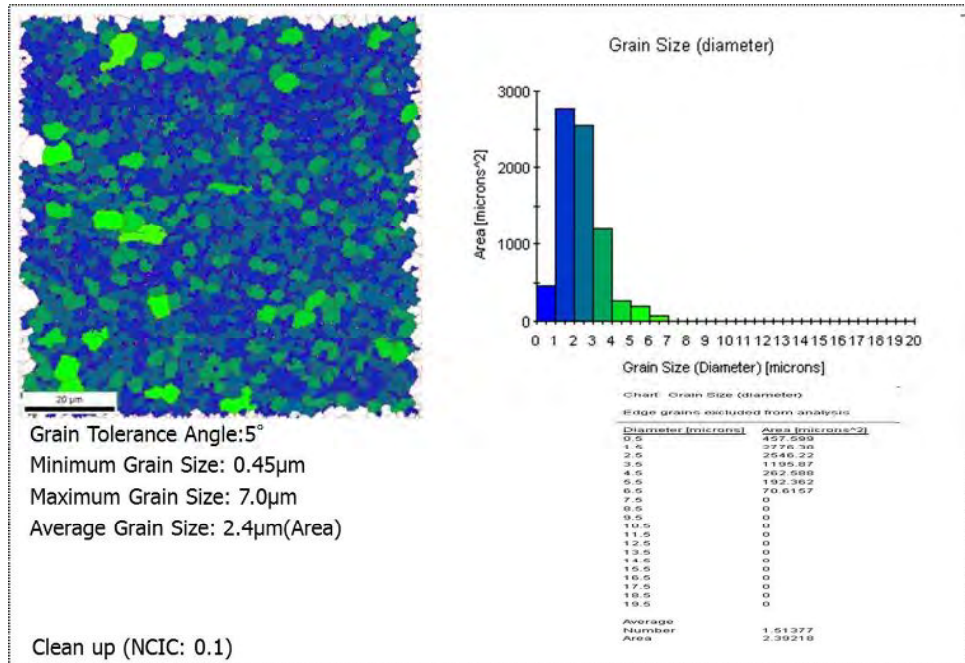 Grain Size (diameter)
3000
2000
1000
0
Area [microns^2]
0 1 2 3 4 5 6 7 8 9 10 11 12 13 14 15 16 17 18 19 20
Grain Size (Diameter) [microns]
20 µm
Grain Tolerance Angle:5°
Minimum Grain Size: 0.45µm
Maximum Grain Size: 7.0µm
Average Grain Size: 2.4µm(Area)
Clean up (NCIC: 0.1)
Chart Grain Size (diameter)
Edge grains excluded from analysis
Diameter [microns] Area [microns^2]
0.5 457.599
1.5 2776.36
2.5 2546.22
3.5 1195.87
4.5 262.588
5.5 192.362
6.5 70.6157
7.5 0
8.5 0
9.5 0
10.5 0
11.5 0
12.5 0
13.5 0
14.5 0
15.5 0
16.5 0
17.5 0
18.5 0
19.5 0
Average
Number 1.51377
Area 2.39218